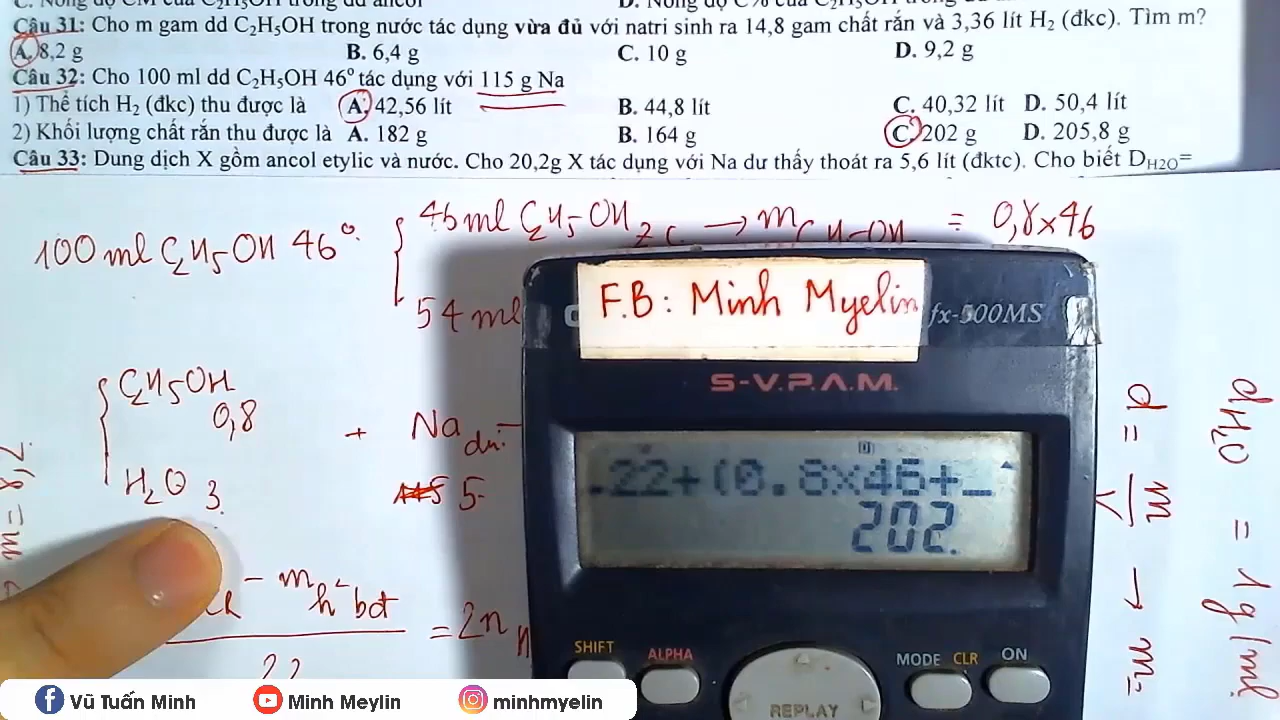 Câu 31: Cho m gam dd C₂H₅OH trong nước tác dụng vừa đủ với natri sinh ra 14,8 gam chất rắn và 3,36 lít H₂ (đkc). Tìm m?
A. 8,2 g B. 6,4 g C. 10 g D. 9,2 g
Câu 32: Cho 100 ml dd C₂H₅OH 46° tác dụng với 115 g Na
1) Thể tích H₂ (đkc) thu được là A. 42,56 lít B. 44,8 lít C. 40,32 lít D. 50,4 lít
2) Khối lượng chất rắn thu được là A. 182 g B. 164 g C. 202 g D. 205,8 g
Câu 33: Dung dịch X gồm ancol etylic và nước. Cho 20,2g X tác dụng với Na dư thấy thoát ra 5,6 lít (đktc). Cho biết D_H2O=
100 ml C₂H₅OH 46°
46 ml C₂H₅OH → m = 0,8×46
54 ml
F.B: Minh Myelin
fx-500MS
S-V.P.A.M.
C₂H₅OH
0,8
+ Na dư
H₂O 3
5
22+(0.8×46+
202.
- m h² bđ
= 2n
22
d = m/V → m =
dH₂O = 1 g/ml
SHIFT
ALPHA
MODE CLR ON
REPLAY
Vũ Tuấn Minh Minh Meylin minhmyelin